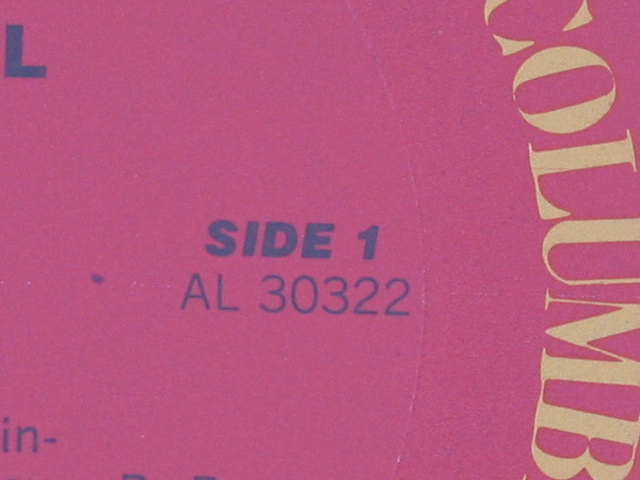 L
SIDE 1
AL 30322
in-
COLUMB